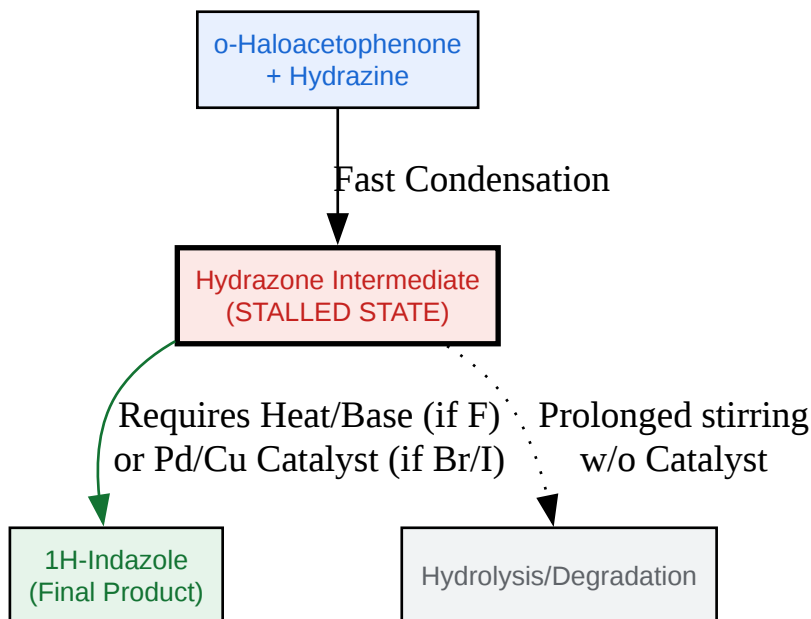 o-Haloacetophenone
+ Hydrazine
Fast Condensation
Hydrazone Intermediate
(STALLED STATE)
Requires Heat/Base (if F)
or Pd/Cu Catalyst (if Br/I)
Prolonged stirring
w/o Catalyst
1H-Indazole
(Final Product)
Hydrolysis/Degradation